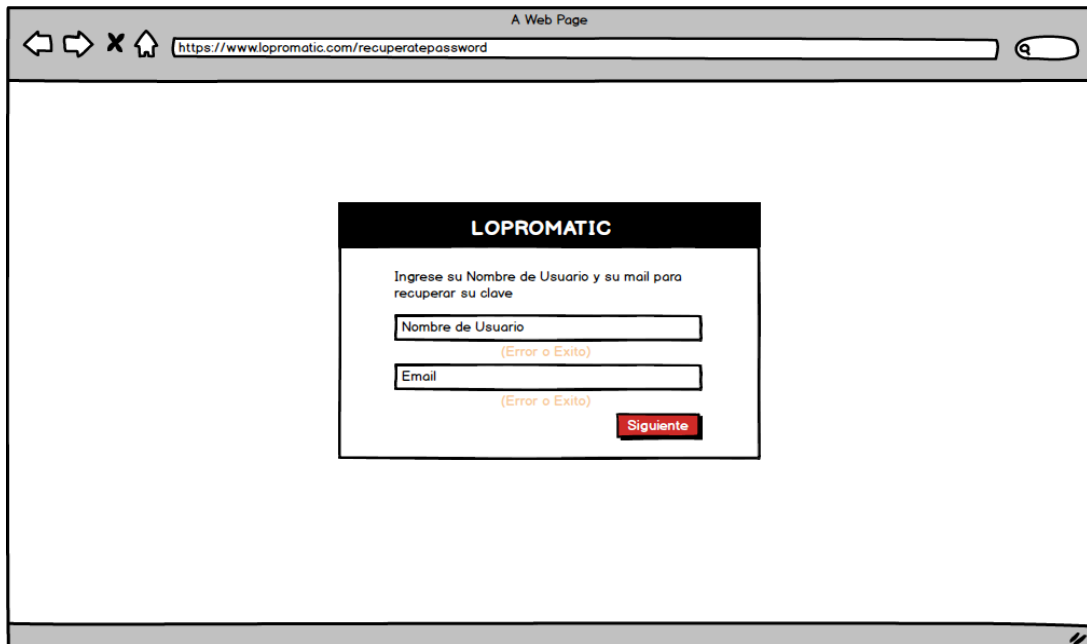 A Web Page
https://www.lopromatic.com/recuperatepassword
LOPROMATIC
Ingrese su Nombre de Usuario y su mail para
recuperar su clave
Nombre de Usuario
(Error o Exito)
Email
(Error o Exito)
Siguiente